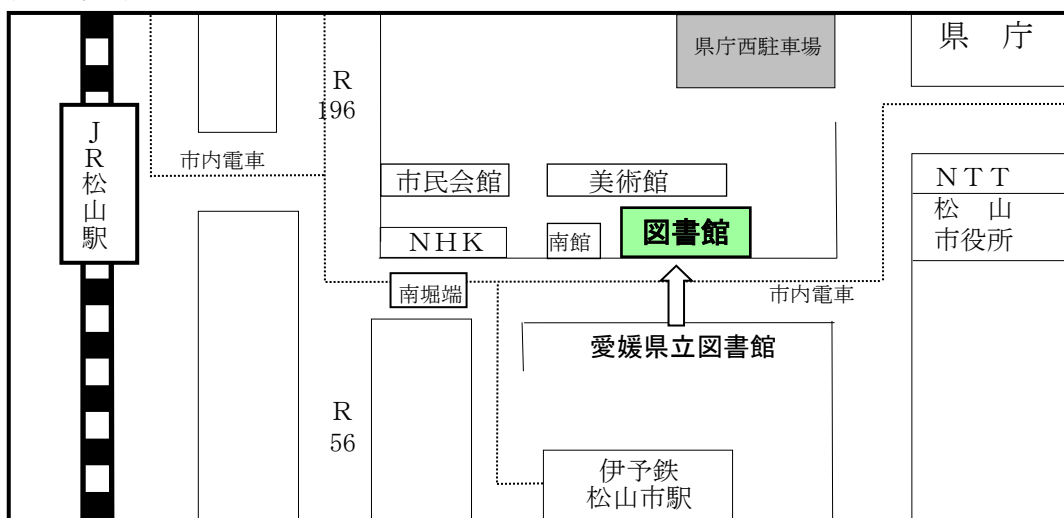 県庁西駐車場
県 庁
R
196
JR松山駅
市内電車
市民会館
美術館
NTT
松 山
市役所
図書館
NHK
南館
南堀端
市内電車
愛媛県立図書館
R
56
伊予鉄
松山市駅